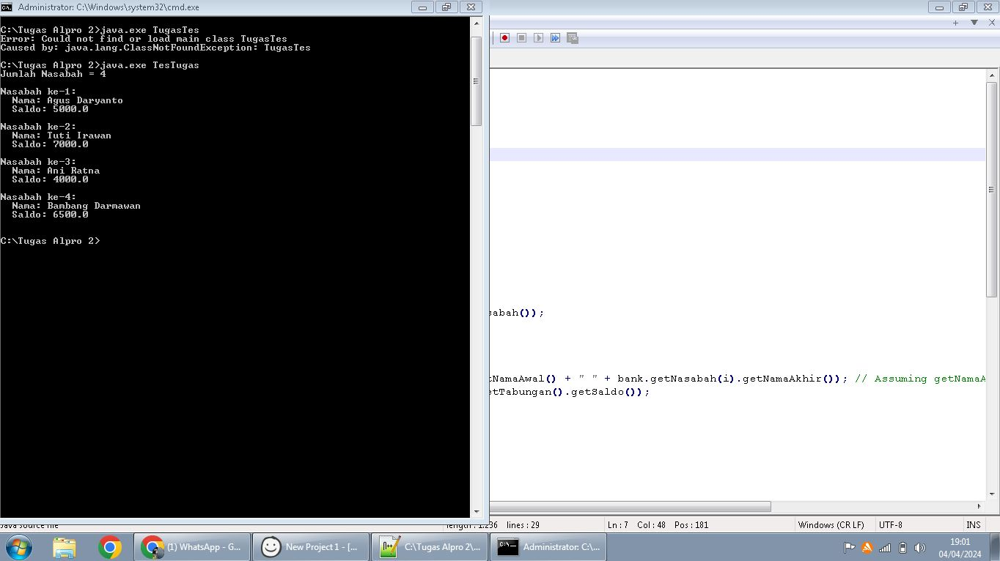 Administrator: C:\Windows\system32\cmd.exe
C:\Tugas Alpro 2>java.exe TugasTes
Error: Could not find or load main class TugasTes
Caused by: java.lang.ClassNotFoundException: TugasTes
C:\Tugas Alpro 2>java.exe TesTugas
Jumlah Nasabah = 4
Nasabah ke-1:
Nama: Agus Daryanto
Saldo: 5000.0
Nasabah ke-2:
Nama: Tuti Irawan
Saldo: 7000.0
Nasabah ke-3:
Nama: Ani Ratna
Saldo: 4000.0
Nasabah ke-4:
Nama: Bambang Darmawan
Saldo: 6500.0
C:\Tugas Alpro 2>
sabah());
tNamaAwal() + " " + bank.getNasabah(i).getNamaAkhir()); // Assuming getNamaA
etTabungan().getSaldo());
Java source file
length : 1.236 lines : 29 Ln : 7 Col : 48 Pos : 181 Windows (CR LF) UTF-8 INS
(1) WhatsApp - G... New Project 1 - [... C:\Tugas Alpro 2\... Administrator: C:\...
19:01
04/04/2024